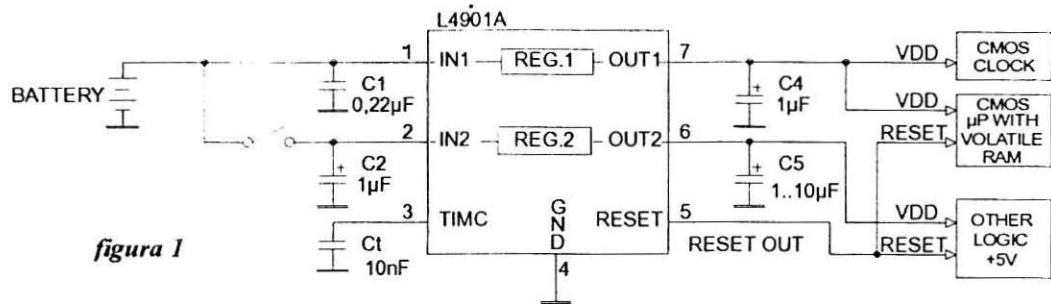 L4901A
1 IN1 REG.1 OUT1 7
VDD CMOS
CLOCK
BATTERY
C1
0,22µF
C4
1µF
VDD CMOS
µP WITH
VOLATILE
RAM
RESET
2 IN2 REG.2 OUT2 6
C2
1µF
C5
1..10µF
3 TIMC GND RESET 5
RESET OUT
VDD
RESET
OTHER
LOGIC
+5V
figura 1
Ct
10nF
4